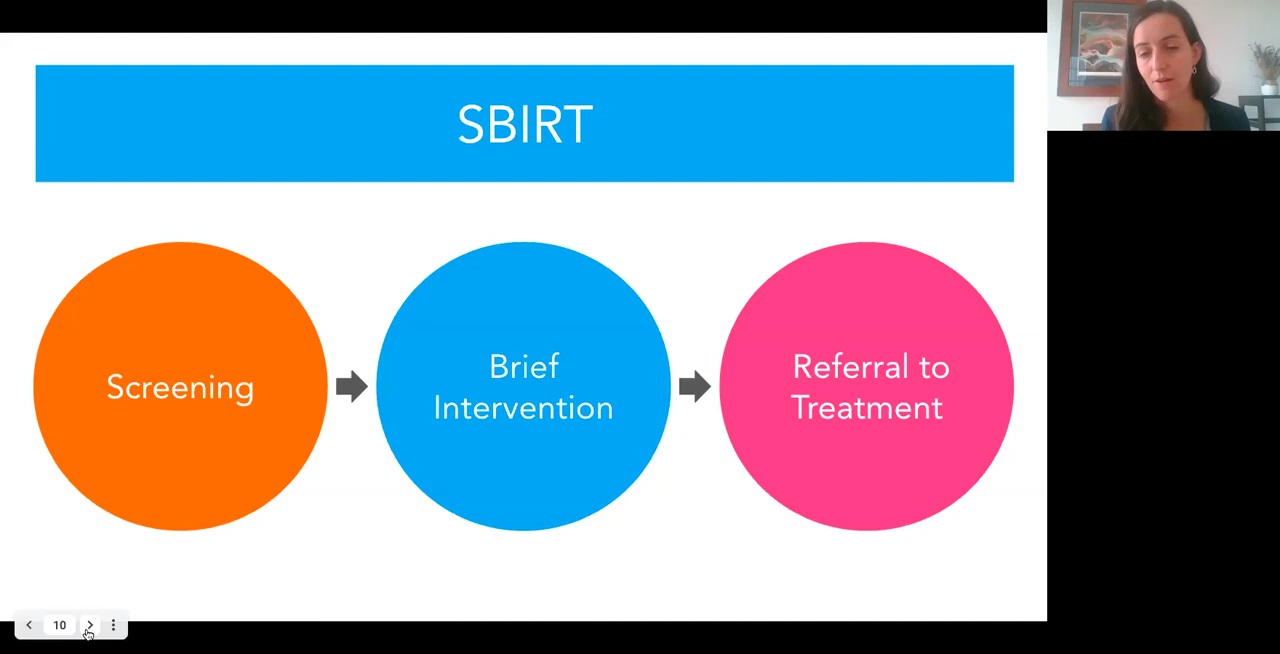 SBIRT
Screening
Brief
Intervention
Referral to
Treatment
10